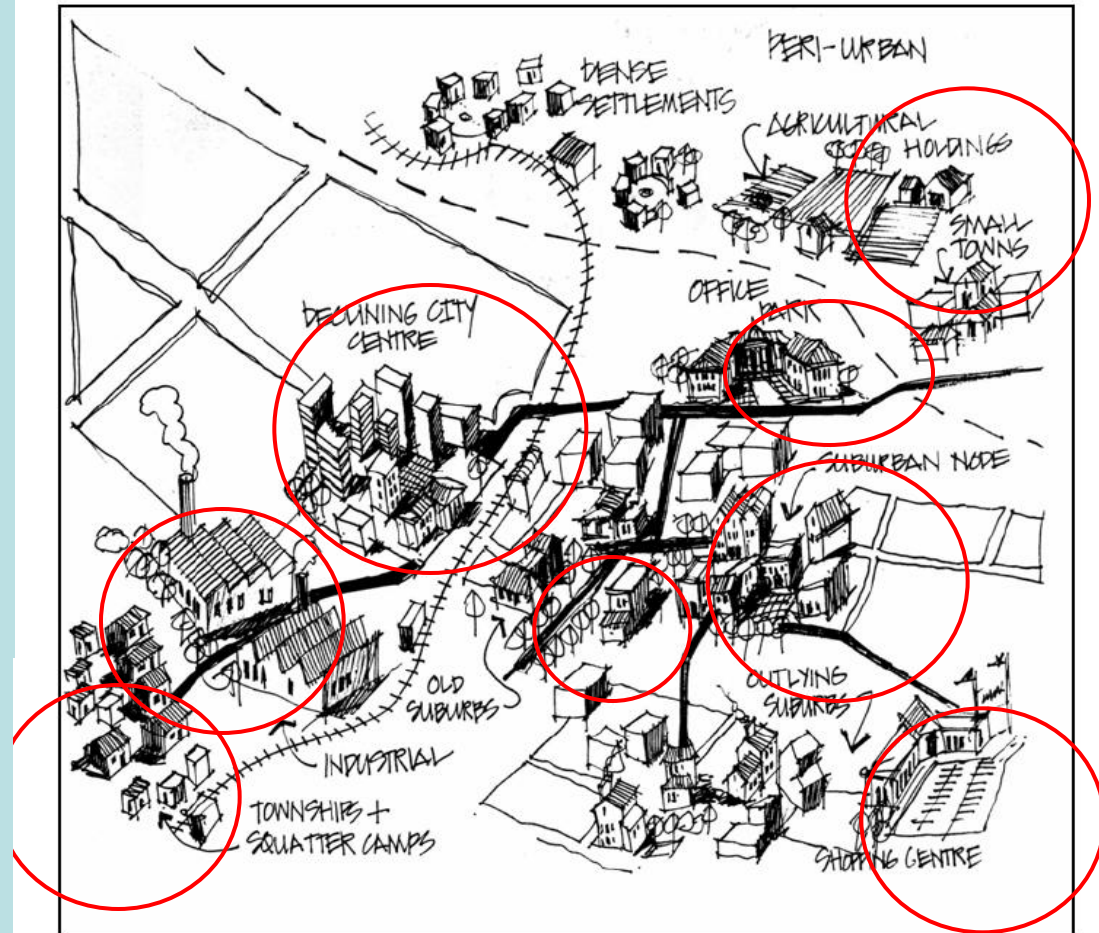 PERI-URBAN
DENSE
SETTLEMENTS
AGRICULTURAL
HOLDINGS
SMALL
TOWNS
OFFICE
PARK
DECLINING CITY
CENTRE
SUBURBAN NODE
OLD
SUBURBS
OUTLYING
SUBURBS
INDUSTRIAL
TOWNSHIPS +
SQUATTER CAMPS
SHOPPING CENTRE